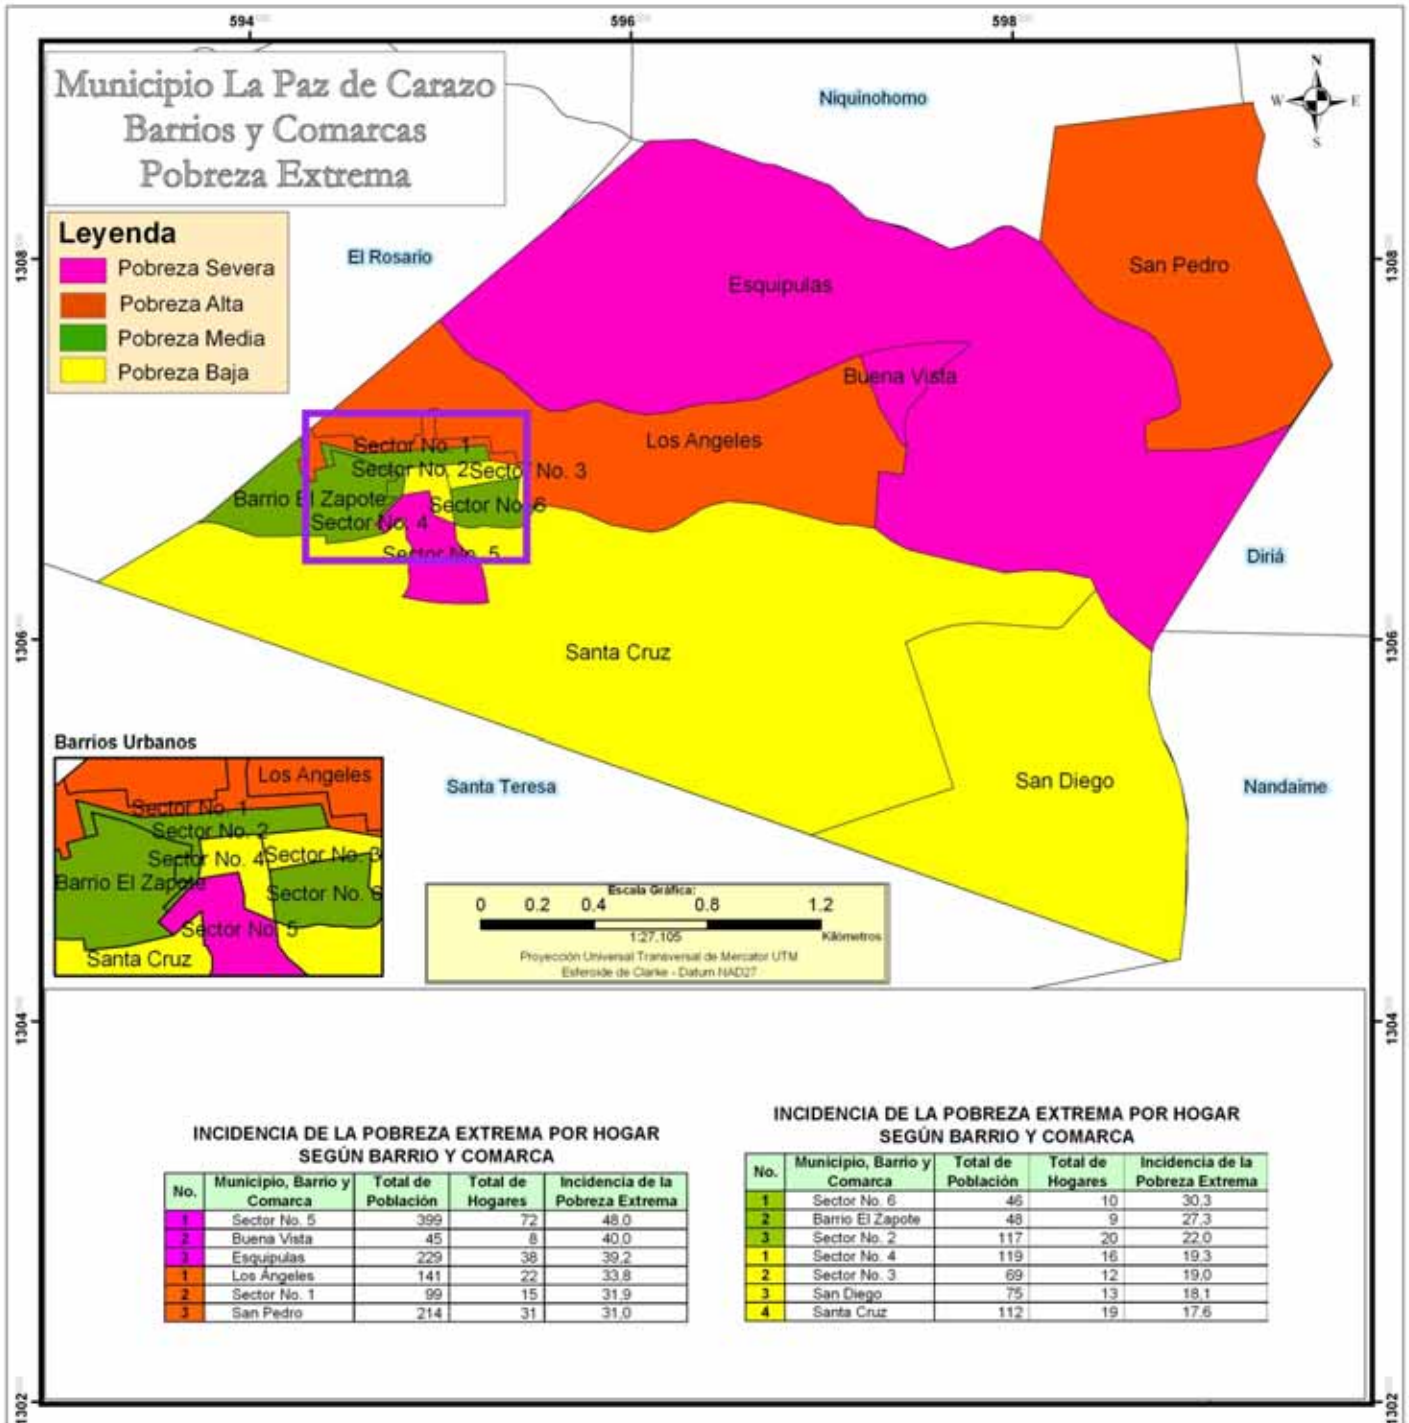 594 596 598
Municipio La Paz de Carazo
Barrios y Comarcas
Pobreza Extrema
Niquinohomo
N
W E
S
Leyenda
Pobreza Severa
Pobreza Alta
Pobreza Media
Pobreza Baja
El Rosario
1308
1308
San Pedro
Esquipulas
Buena Vista
Los Angeles
Sector No. 1
Sector No. 2
Sector No. 3
Barrio El Zapote
Sector No. 6
Sector No. 4
Sector No. 5
Diriá
1306
1306
Santa Cruz
San Diego
Santa Teresa
Nandaime
Barrios Urbanos
Los Angeles
Sector No. 1
Sector No. 2
Sector No. 4
Sector No. 3
Barrio El Zapote
Sector No. 6
Sector No. 5
Santa Cruz
Escala Gráfica:
0 0.2 0.4 0.8 1.2
1:27,105 Kilómetros
Proyección Universal Transversal de Mercator UTM
Esferoide de Clarke - Datum NAD27
1304
1304
INCIDENCIA DE LA POBREZA EXTREMA POR HOGAR
SEGÚN BARRIO Y COMARCA
No. Municipio, Barrio y Comarca Total de Población Total de Hogares Incidencia de la Pobreza Extrema
1 Sector No. 5 399 72 48.0
2 Buena Vista 45 8 40.0
3 Esquipulas 229 38 39.2
1 Los Ángeles 141 22 33.8
2 Sector No. 1 99 15 31.9
3 San Pedro 214 31 31.0
INCIDENCIA DE LA POBREZA EXTREMA POR HOGAR
SEGÚN BARRIO Y COMARCA
No. Municipio, Barrio y Comarca Total de Población Total de Hogares Incidencia de la Pobreza Extrema
1 Sector No. 6 46 10 30.3
2 Barrio El Zapote 48 9 27.3
3 Sector No. 2 117 20 22.0
1 Sector No. 4 119 16 19.3
2 Sector No. 3 69 12 19.0
3 San Diego 75 13 18.1
4 Santa Cruz 112 19 17.6
1302
1302